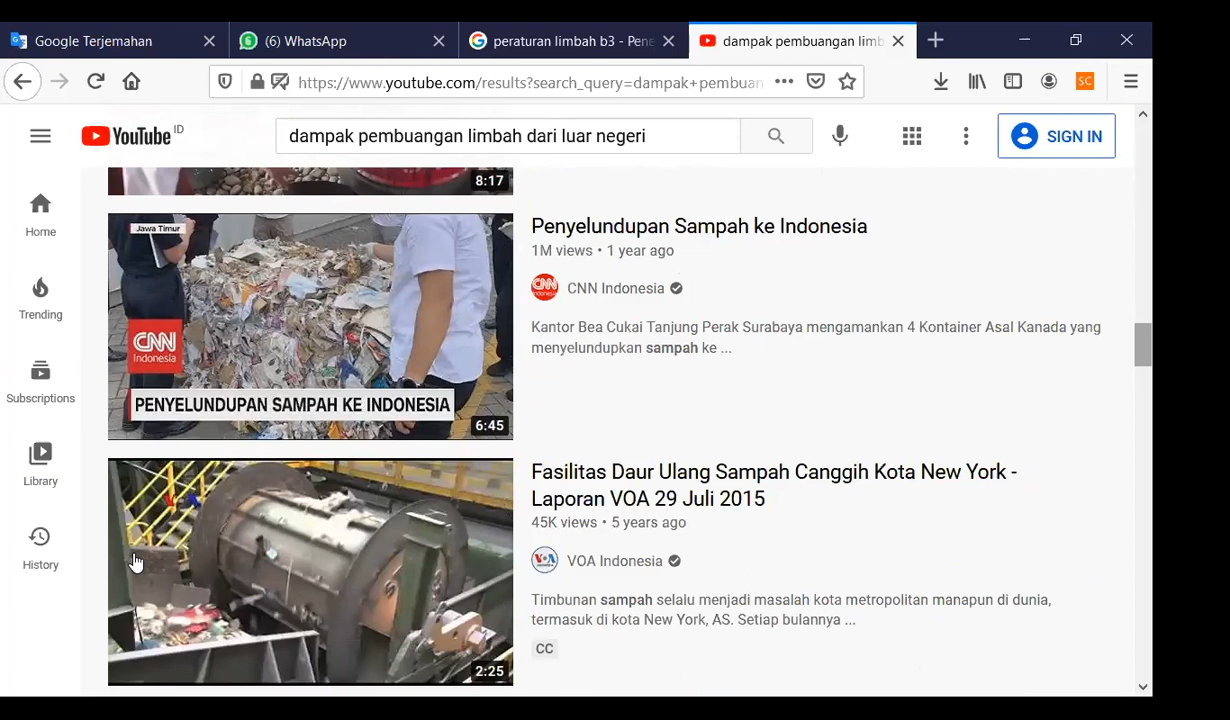 Google Terjemahan
(6) WhatsApp
peraturan limbah b3 - Pene
dampak pembuangan limb
https://www.youtube.com/results?search_query=dampak+pembuan
SC
YouTube ID
dampak pembuangan limbah dari luar negeri
SIGN IN
Home
Trending
Subscriptions
Library
History
8:17
Jawa Timur
CNN
Indonesia
PENYELUNDUPAN SAMPAH KE INDONESIA
6:45
Penyelundupan Sampah ke Indonesia
1M views • 1 year ago
CNN Indonesia
Kantor Bea Cukai Tanjung Perak Surabaya mengamankan 4 Kontainer Asal Kanada yang
menyelundupkan sampah ke ...
2:25
Fasilitas Daur Ulang Sampah Canggih Kota New York -
Laporan VOA 29 Juli 2015
45K views • 5 years ago
VOA Indonesia
Timbunan sampah selalu menjadi masalah kota metropolitan manapun di dunia,
termasuk di kota New York, AS. Setiap bulannya ...
CC